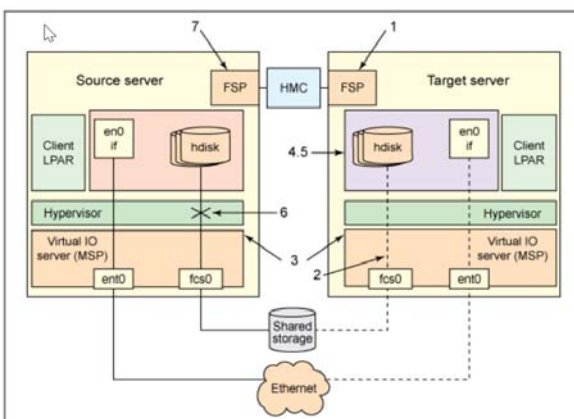 7
1
Source server
FSP
HMC
FSP
Target server
Client
LPAR
en0
if
hdisk
4.5
hdisk
en0
if
Client
LPAR
Hypervisor
6
Hypervisor
Virtual IO
server (MSP)
3
2
Virtual IO
server (MSP)
ent0
fcs0
fcs0
ent0
Shared
storage
Ethernet